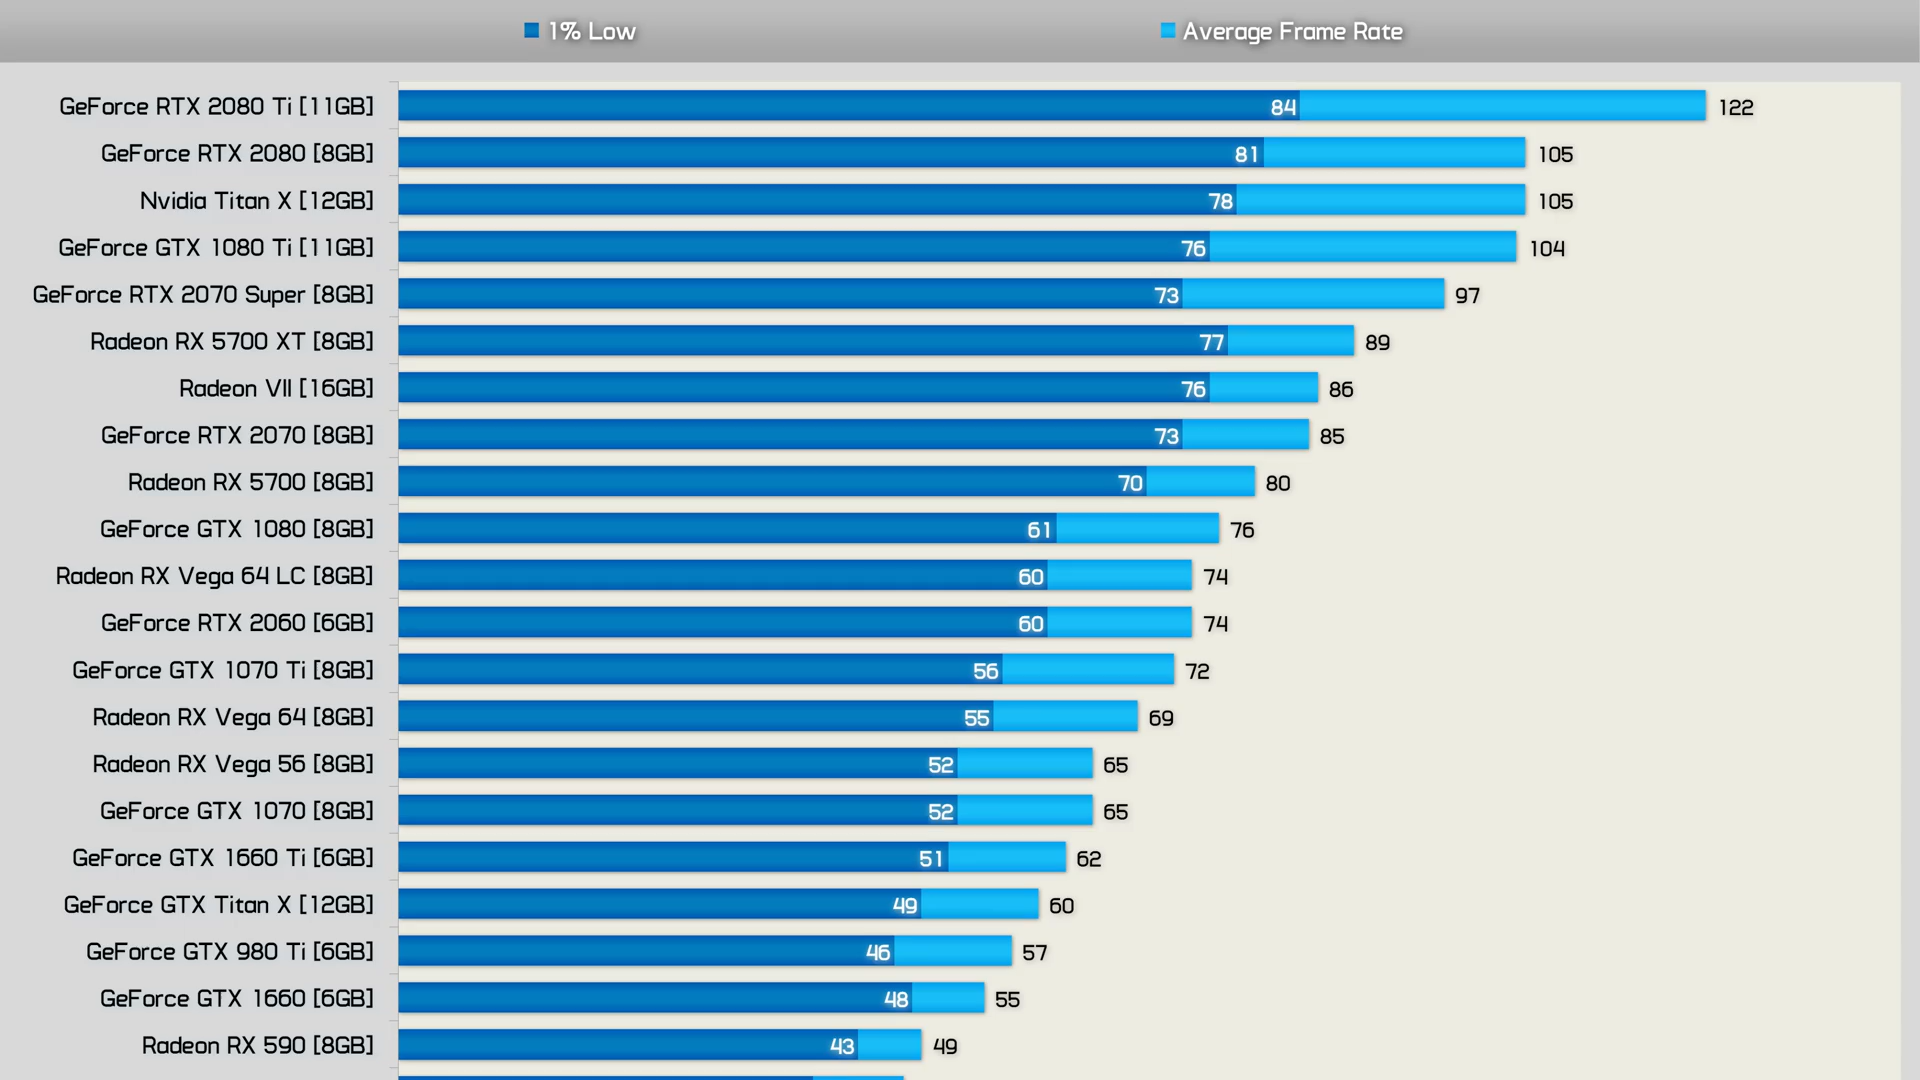 1% Low Average Frame Rate
GeForce RTX 2080 Ti [11GB] 84 122
GeForce RTX 2080 [8GB] 81 105
Nvidia Titan X [12GB] 78 105
GeForce GTX 1080 Ti [11GB] 76 104
GeForce RTX 2070 Super [8GB] 73 97
Radeon RX 5700 XT [8GB] 77 89
Radeon VII [16GB] 76 86
GeForce RTX 2070 [8GB] 73 85
Radeon RX 5700 [8GB] 70 80
GeForce GTX 1080 [8GB] 61 76
Radeon RX Vega 64 LC [8GB] 60 74
GeForce RTX 2060 [6GB] 60 74
GeForce GTX 1070 Ti [8GB] 56 72
Radeon RX Vega 64 [8GB] 55 69
Radeon RX Vega 56 [8GB] 52 65
GeForce GTX 1070 [8GB] 52 65
GeForce GTX 1660 Ti [6GB] 51 62
GeForce GTX Titan X [12GB] 49 60
GeForce GTX 980 Ti [6GB] 46 57
GeForce GTX 1660 [6GB] 48 55
Radeon RX 590 [8GB] 43 49